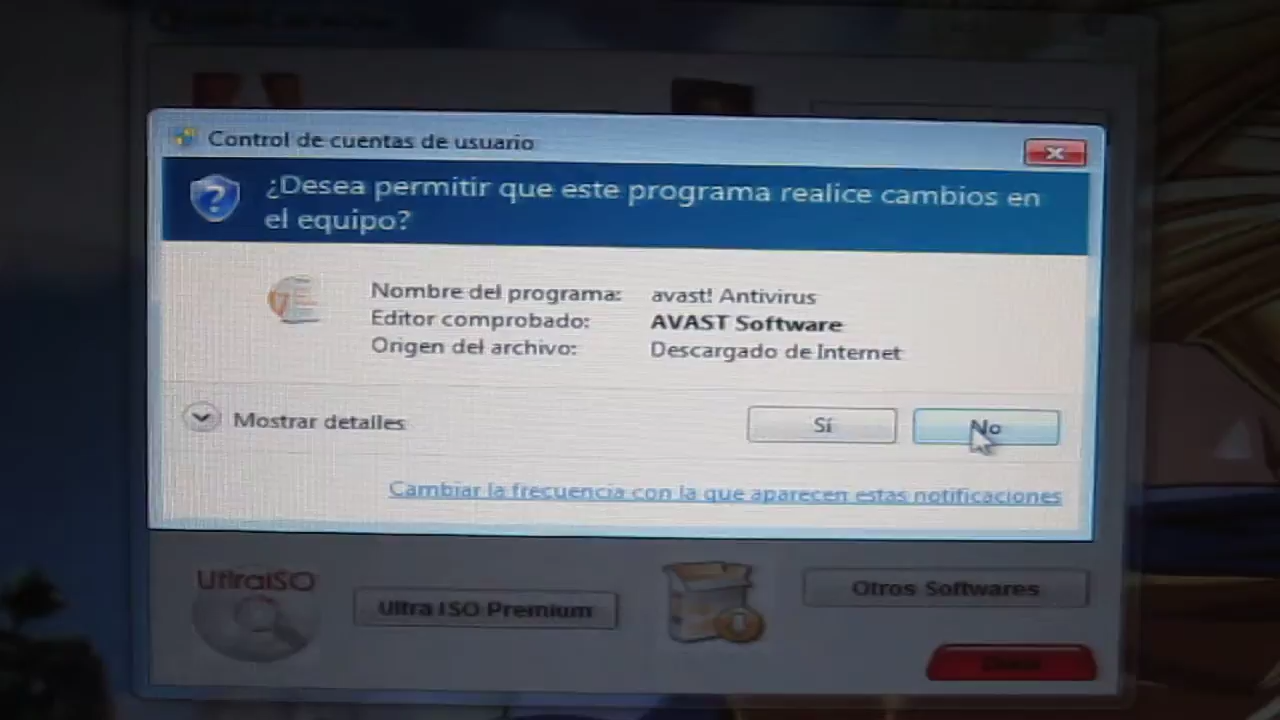 Control de cuentas de usuario
¿Desea permitir que este programa realice cambios en
el equipo?
Nombre del programa: avast! Antivirus
Editor comprobado: AVAST Software
Origen del archivo: Descargado de Internet
Mostrar detalles
Sí
No
Cambiar la frecuencia con la que aparecen estas notificaciones
UltraISO
Ultra ISO Premium
Otros Softwares